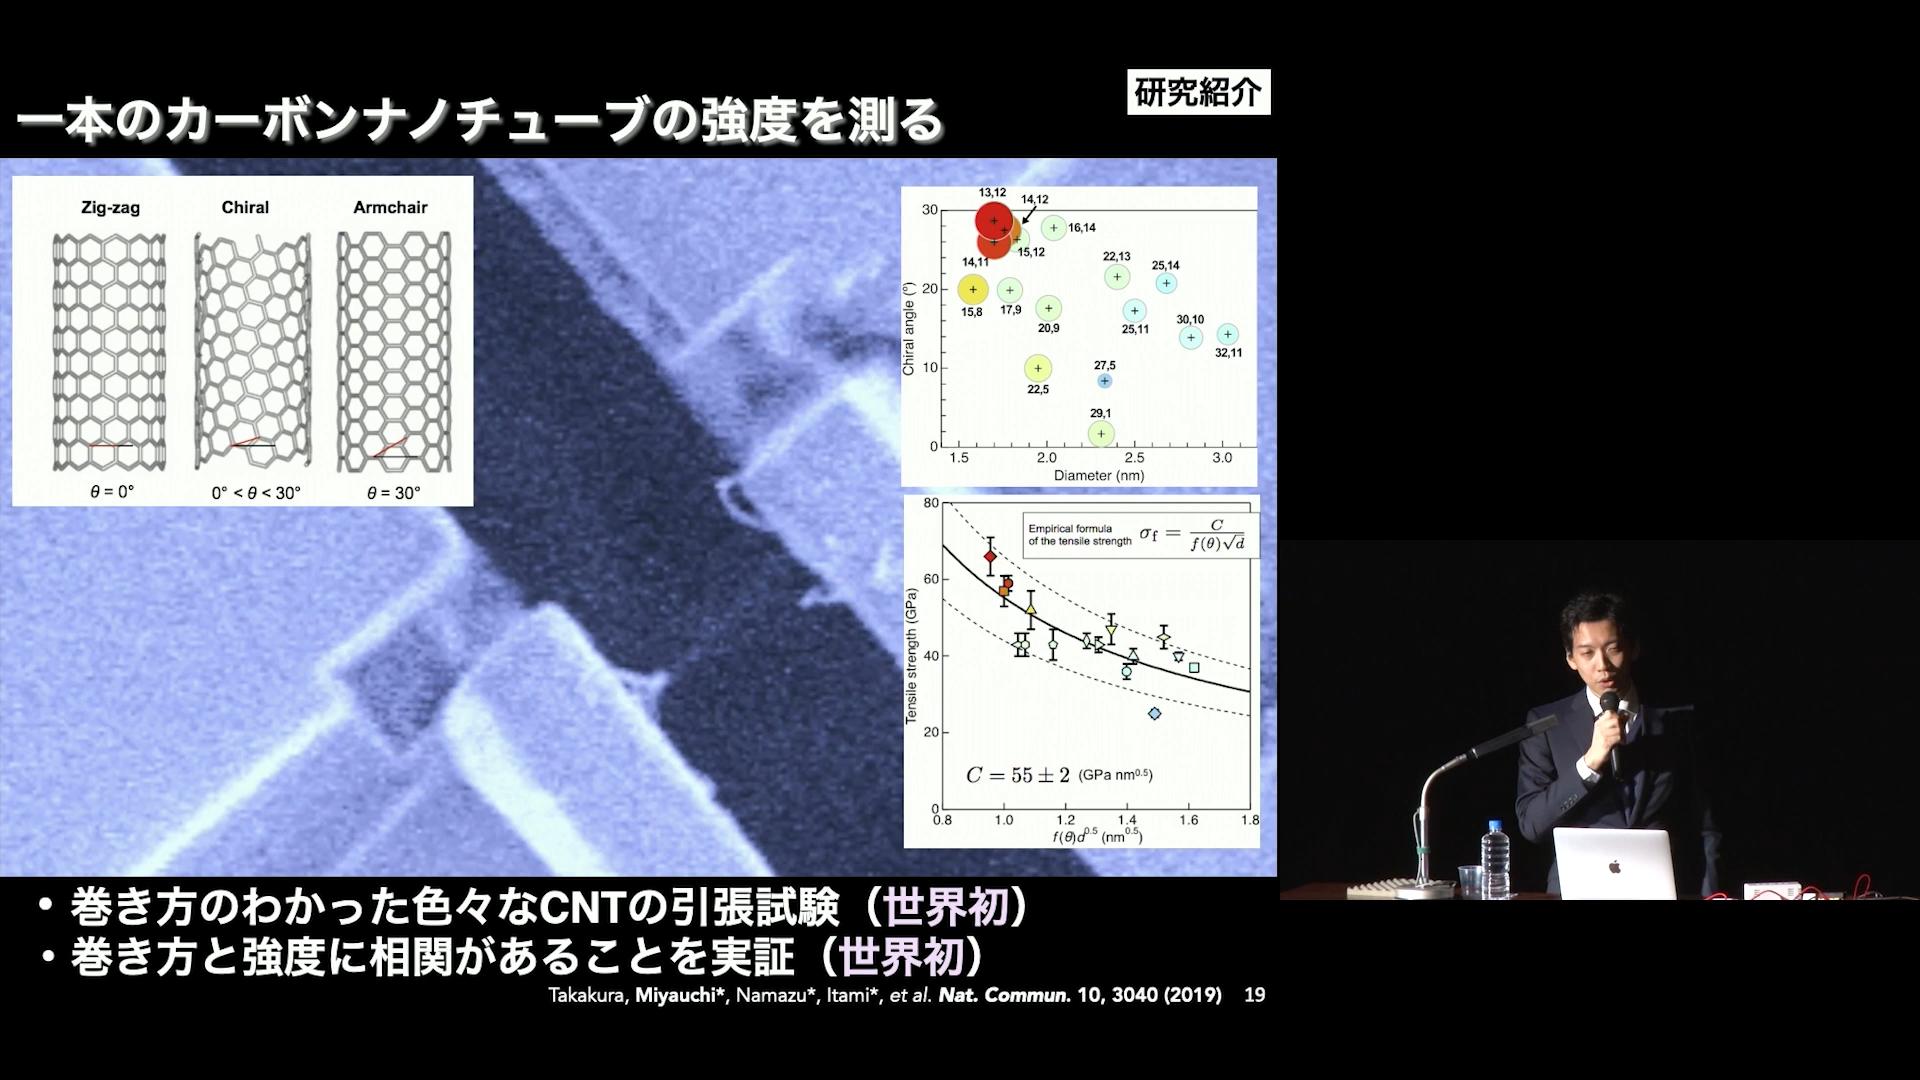 研究紹介
一本のカーボンナノチューブの強度を測る
Zig-zag Chiral Armchair
θ = 0° 0° < θ < 30° θ = 30°
13,12
14,12
16,14
15,12
14,11
22,13
25,14
15,8
17,9
20,9
25,11
30,10
32,11
22,5
27,5
29,1
30
20
10
0
Chiral angle (°)
1.5 2.0 2.5 3.0
Diameter (nm)
80
60
40
20
0
Tensile strength (GPa)
Empirical formula
of the tensile strength
σf = C / f(θ)√d
C = 55 ± 2 (GPa nm0.5)
0.8 1.0 1.2 1.4 1.6 1.8
f(θ)d0.5 (nm0.5)
• 巻き方のわかった色々なCNTの引張試験（世界初）
• 巻き方と強度に相関があることを実証（世界初）
Takakura, Miyauchi*, Namazu*, Itami*, et al. Nat. Commun. 10, 3040 (2019) 19